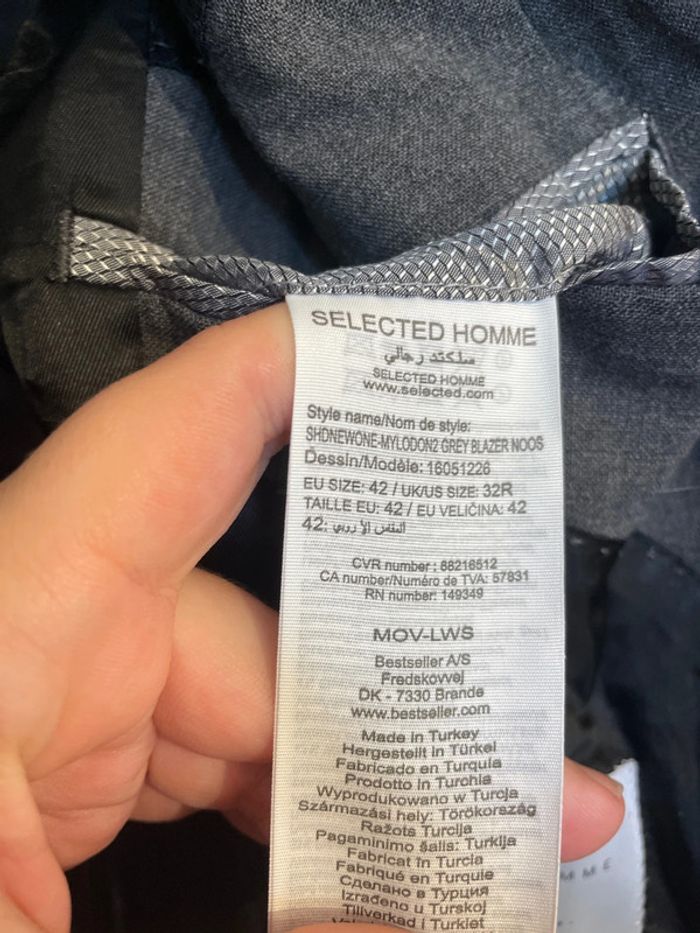 SELECTED HOMME
سلكتد رجالي
SELECTED HOMME
www.selected.com
Style name/Nom de style:
SHDNEWONE-MYLODON2 GREY BLAZER NOOS
Dessin/Modèle: 16051226
EU SIZE: 42 / UK/US SIZE: 32R
TAILLE EU: 42 / EU VELIČINA: 42
42: المقاس الأروبي
CVR number: 88216512
CA number/Numéro de TVA: 57831
RN number: 149349
MOV-LWS
Bestseller A/S
Fredskovvej
DK - 7330 Brande
www.bestseller.com
Made in Turkey
Hergestellt in Türkei
Fabricado en Turquía
Prodotto in Turchia
Wyprodukowano w Turcja
Származási hely: Törökország
Ražots Turcija
Pagaminimo šalis: Turkija
Fabricat în Turcia
Fabriqué en Turquie
Сделано в Турция
Izrađeno u Turskoj
Tillverkad i Turkiet